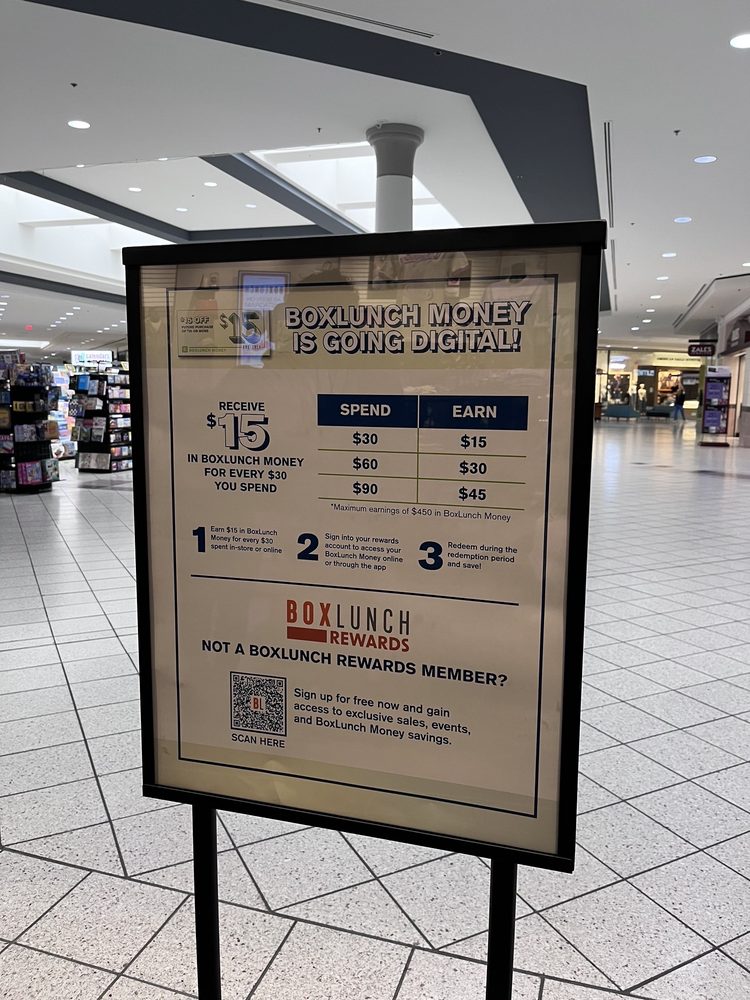 $15 OFF
$15
BOXLUNCH MONEY
IS GOING DIGITAL!
RECEIVE
$15
IN BOXLUNCH MONEY
FOR EVERY $30
YOU SPEND
SPEND EARN
$30 $15
$60 $30
$90 $45
*Maximum earnings of $450 in BoxLunch Money
1 Earn $15 in BoxLunch
Money for every $30
spent in-store or online
2 Sign into your rewards
account to access your
BoxLunch Money online
or through the app
3 Redeem during the
redemption period
and save!
BOXLUNCH
REWARDS
NOT A BOXLUNCH REWARDS MEMBER?
BL
SCAN HERE
Sign up for free now and gain
access to exclusive sales, events,
and BoxLunch Money savings.
ZALES